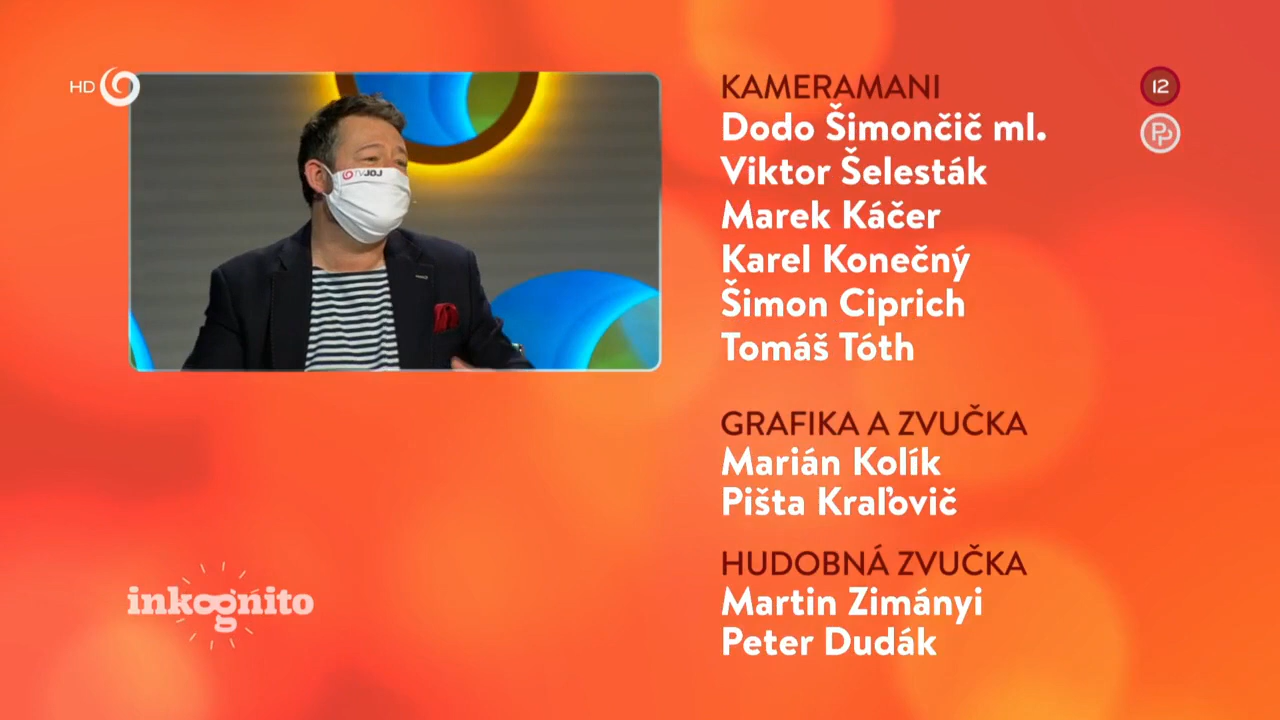 HD
TVJOJ
KAMERAMANI
Dodo Šimončič ml.
Viktor Šelesták
Marek Káčer
Karel Konečný
Šimon Ciprich
Tomáš Tóth
GRAFIKA A ZVUČKA
Marián Kolík
Pišta Kraľovič
HUDOBNÁ ZVUČKA
Martin Zimányi
Peter Dudák
12
PP
inkognito